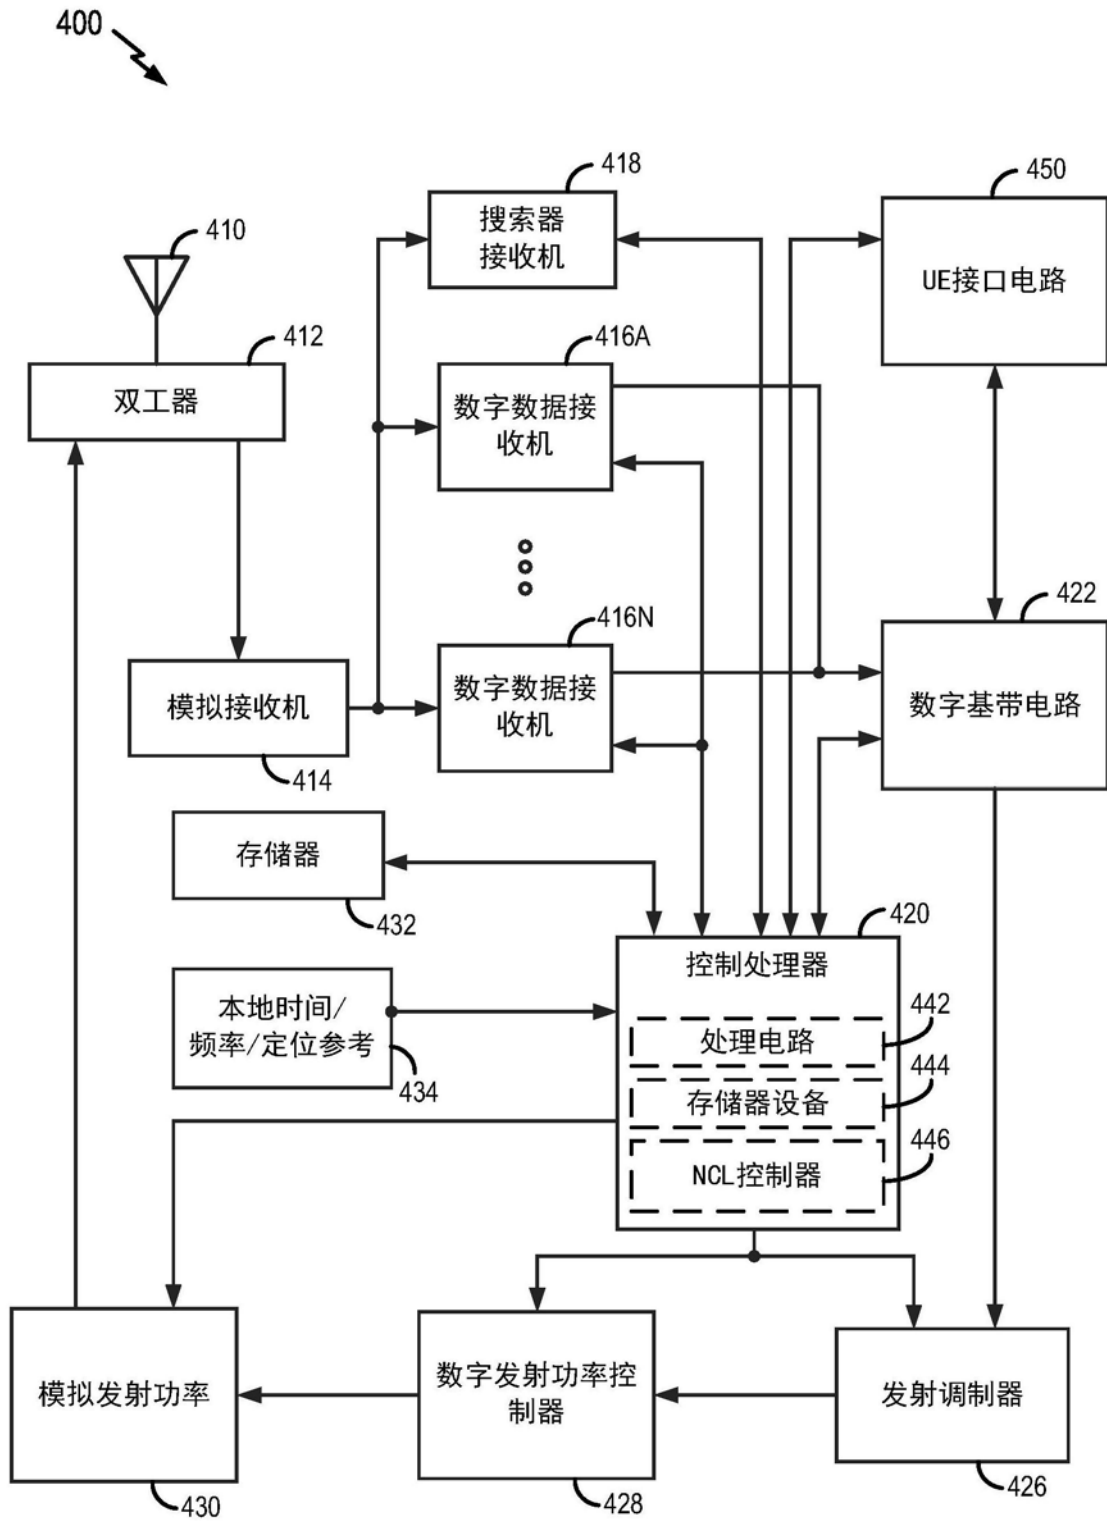 400
418
450
搜索器
接收机
410
UE接口电路
412
416A
双工器
数字数据接
收机
416N
422
数字数据接
收机
模拟接收机
数字基带电路
414
存储器
432
420
控制处理器
本地时间/
频率/定位参考
434
442
处理电路
444
存储器设备
446
NCL控制器
模拟发射功率
数字发射功率控
制器
发射调制器
430
428
426